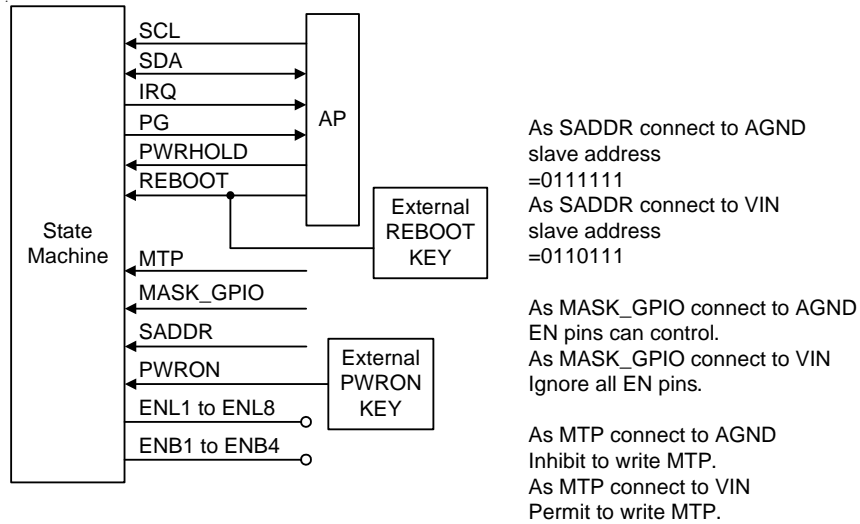 SCL
SDA
IRQ
PG
PWRHOLD
REBOOT
AP
External
REBOOT
KEY
State
Machine
MTP
MASK_GPIO
SADDR
PWRON
External
PWRON
KEY
ENL1 to ENL8
ENB1 to ENB4
As SADDR connect to AGND
slave address
=0111111
As SADDR connect to VIN
slave address
=0110111
As MASK_GPIO connect to AGND
EN pins can control.
As MASK_GPIO connect to VIN
Ignore all EN pins.
As MTP connect to AGND
Inhibit to write MTP.
As MTP connect to VIN
Permit to write MTP.